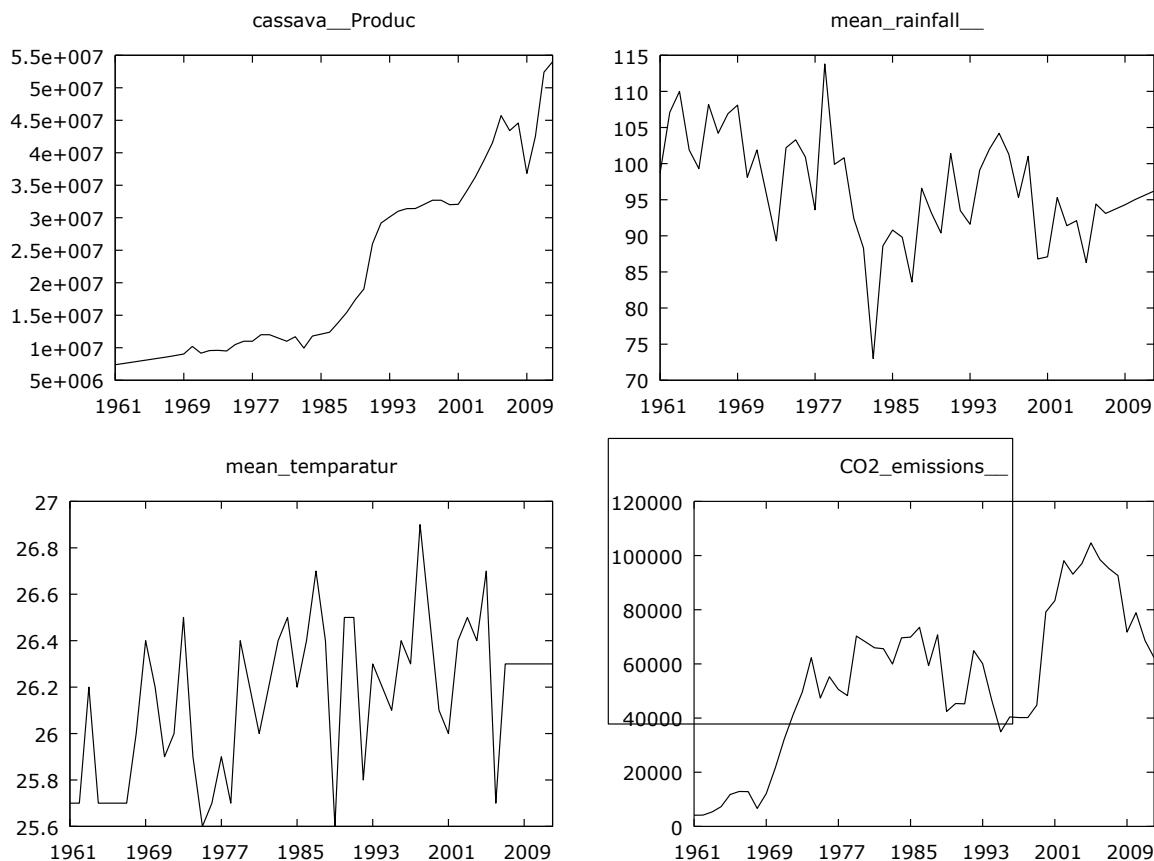 cassava__Produc
5.5e+007
5e+007
4.5e+007
4e+007
3.5e+007
3e+007
2.5e+007
2e+007
1.5e+007
1e+007
5e+006
1961 1969 1977 1985 1993 2001 2009
mean_rainfall__
115
110
105
100
95
90
85
80
75
70
1961 1969 1977 1985 1993 2001 2009
mean_temparatur
27
26.8
26.6
26.4
26.2
26
25.8
25.6
1961 1969 1977 1985 1993 2001 2009
CO2_emissions__
120000
100000
80000
60000
40000
20000
0
1961 1969 1977 1985 1993 2001 2009